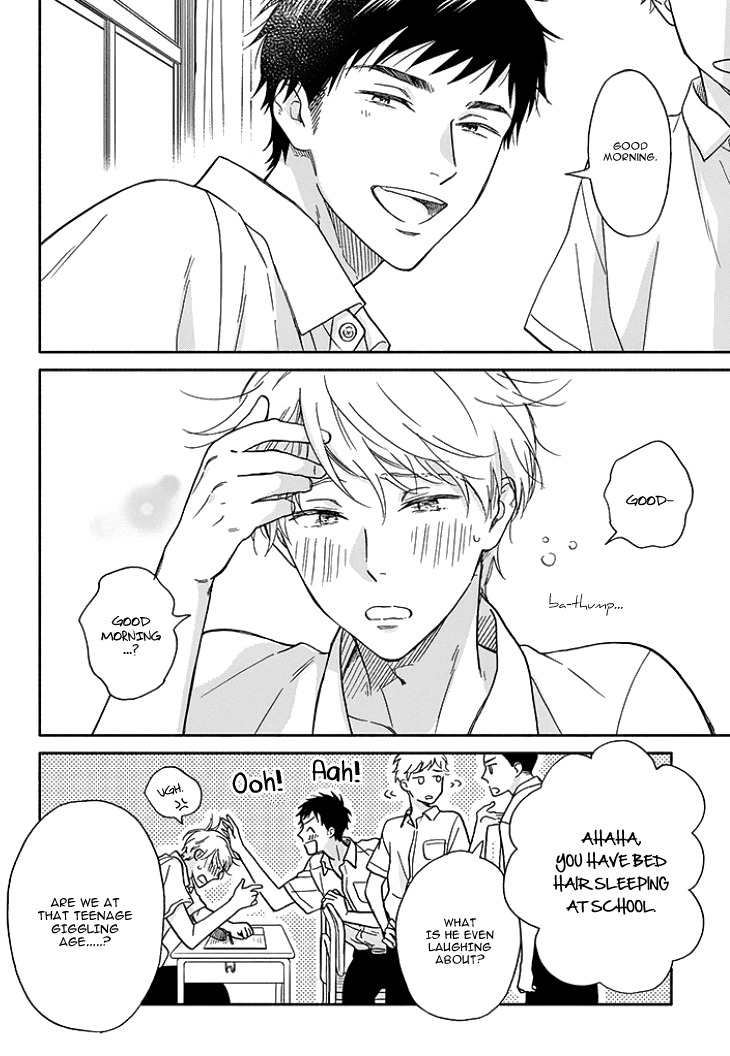 GOOD
MORNING.
GOOD-
ba-thump...
GOOD
MORNING
...?
AHAHA,
YOU HAVE BED
HAIR SLEEPING
AT SCHOOL.
Aah!
Ooh!
UGH.
WHAT
IS HE EVEN
LAUGHING
ABOUT?
ARE WE AT
THAT TEENAGE
GIGGLING
AGE.....?